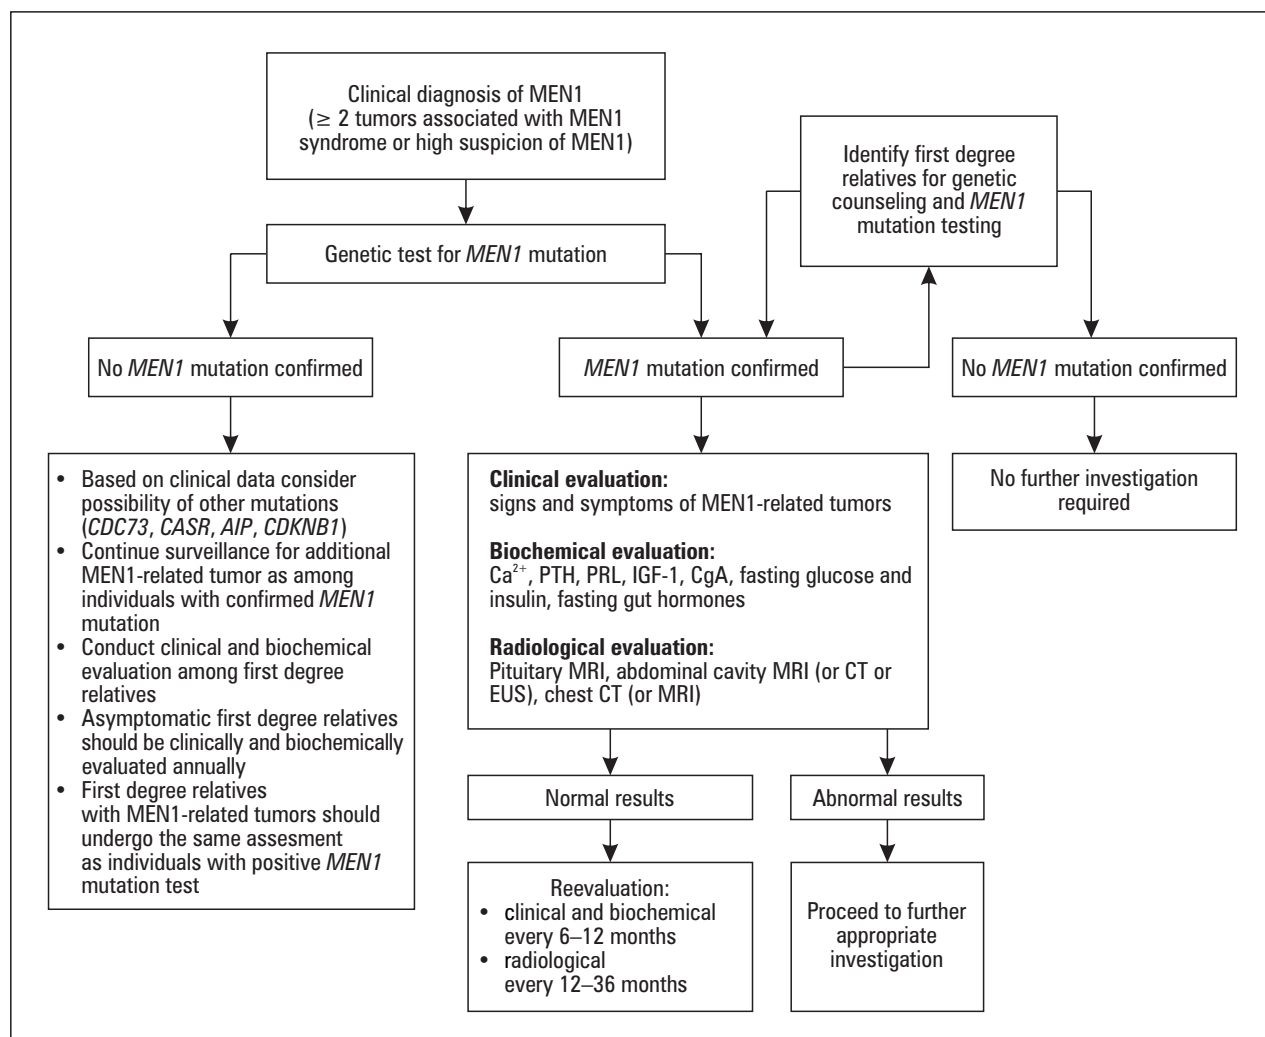 Clinical diagnosis of MEN1
(≥ 2 tumors associated with MEN1
syndrome or high suspicion of MEN1)
Identify first degree
relatives for genetic
counseling and MEN1
mutation testing
Genetic test for MEN1 mutation
No MEN1 mutation confirmed
MEN1 mutation confirmed
No MEN1 mutation confirmed
• Based on clinical data consider
possibility of other mutations
(CDC73, CASR, AIP, CDKNB1)
• Continue surveillance for additional
MEN1-related tumor as among
individuals with confirmed MEN1
mutation
• Conduct clinical and biochemical
evaluation among first degree
relatives
• Asymptomatic first degree relatives
should be clinically and biochemically
evaluated annually
• First degree relatives
with MEN1-related tumors should
undergo the same assesment
as individuals with positive MEN1
mutation test
Clinical evaluation:
signs and symptoms of MEN1-related tumors
Biochemical evaluation:
Ca²⁺, PTH, PRL, IGF-1, CgA, fasting glucose and
insulin, fasting gut hormones
Radiological evaluation:
Pituitary MRI, abdominal cavity MRI (or CT or
EUS), chest CT (or MRI)
No further investigation
required
Normal results
Abnormal results
Reevaluation:
• clinical and biochemical
every 6–12 months
• radiological
every 12–36 months
Proceed to further
appropriate
investigation